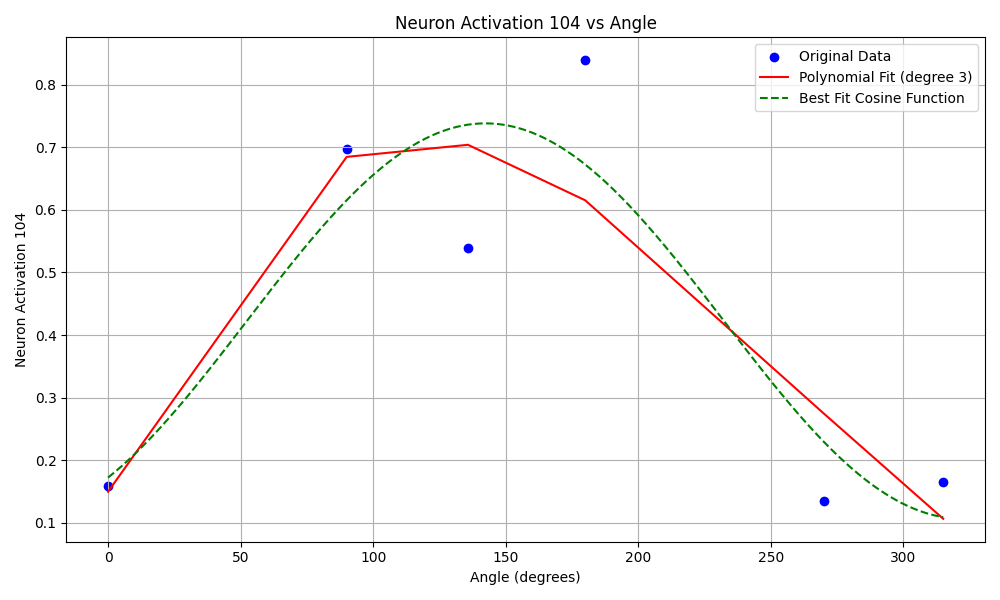 Neuron Activation 104 vs Angle
Original Data
Polynomial Fit (degree 3)
Best Fit Cosine Function
Neuron Activation 104
0.8
0.7
0.6
0.5
0.4
0.3
0.2
0.1
0 50 100 150 200 250 300
Angle (degrees)